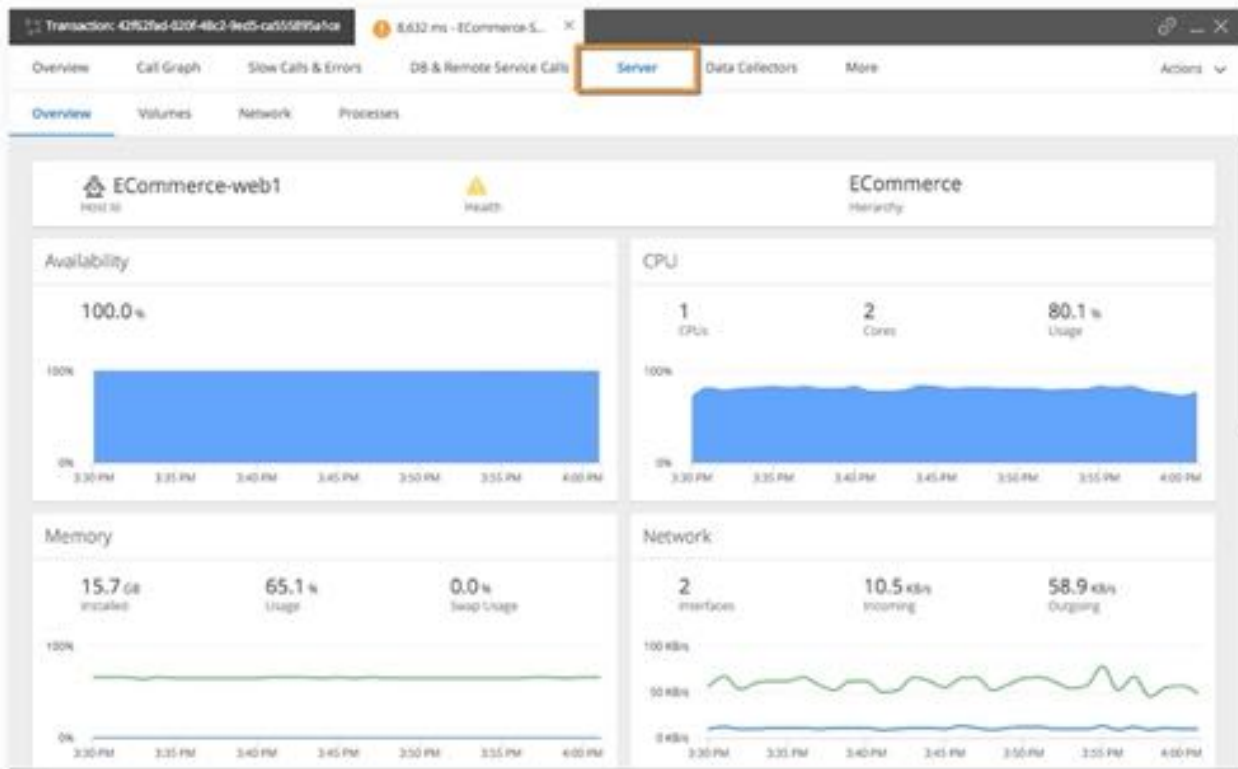 Transaction: 42f62fad-020f-48c2-9ed5-ca555895a1ce
8,632 ms - ECommerce-S...
Overview Call Graph Slow Calls & Errors DB & Remote Service Calls Server Data Collectors More Actions
Overview Volumes Network Processes
ECommerce-web1 ECommerce
Host Id Health Hierarchy
Availability CPU
100.0 % 1 2 80.1 %
CPUs Cores Usage
100% 100%
0% 0%
3:30 PM 3:35 PM 3:40 PM 3:45 PM 3:50 PM 3:55 PM 4:00 PM 3:30 PM 3:35 PM 3:40 PM 3:45 PM 3:50 PM 3:55 PM 4:00 PM
Memory Network
15.7 GB 65.1 % 0.0 % 2 10.5 KB/s 58.9 KB/s
Installed Usage Swap Usage Interfaces Incoming Outgoing
100% 100 KB/s
50 KB/s
0% 0 KB/s
3:30 PM 3:35 PM 3:40 PM 3:45 PM 3:50 PM 3:55 PM 4:00 PM 3:30 PM 3:35 PM 3:40 PM 3:45 PM 3:50 PM 3:55 PM 4:00 PM